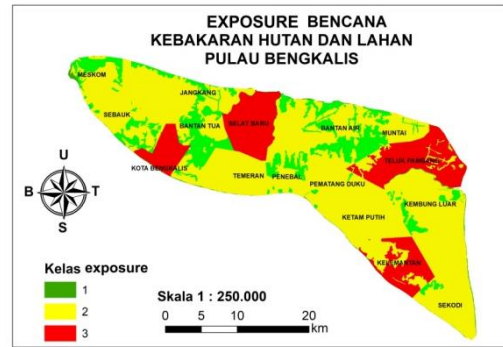 EXPOSURE BENCANA
KEBAKARAN HUTAN DAN LAHAN
PULAU BENGKALIS
MESKOM
JANGKANG
SEBAUK
BANTAN TUA
SELAT BARU
BANTAN AIR
MUNTAI
KOTA BENGKALIS
TEMERAN
PENEBAL
PEMATANG DUKU
TELUK PAMBANG
KEMBUNG LUAR
KETAM PUTIH
KELEMANTAN
SEKODI
U
B
T
S
Kelas exposure
1
2
3
Skala 1 : 250.000
0 5 10 20
km